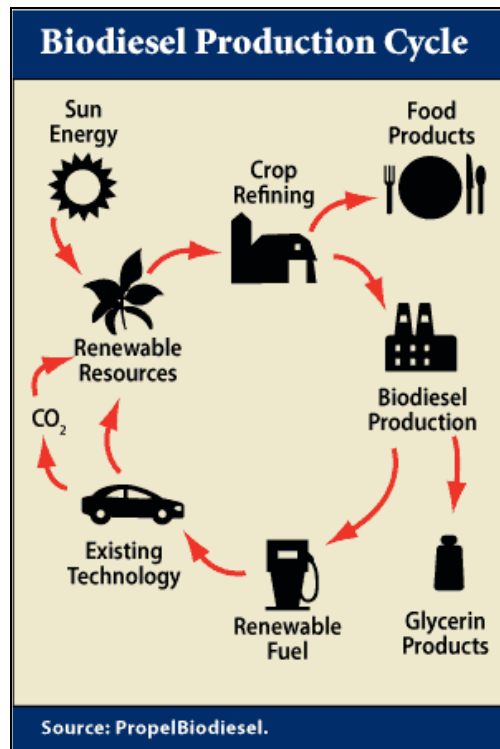 Biodiesel Production Cycle
Sun
Energy
Food
Products
Crop
Refining
Renewable
Resources
Biodiesel
Production
CO₂
Existing
Technology
Renewable
Fuel
Glycerin
Products
Source: PropelBiodiesel.